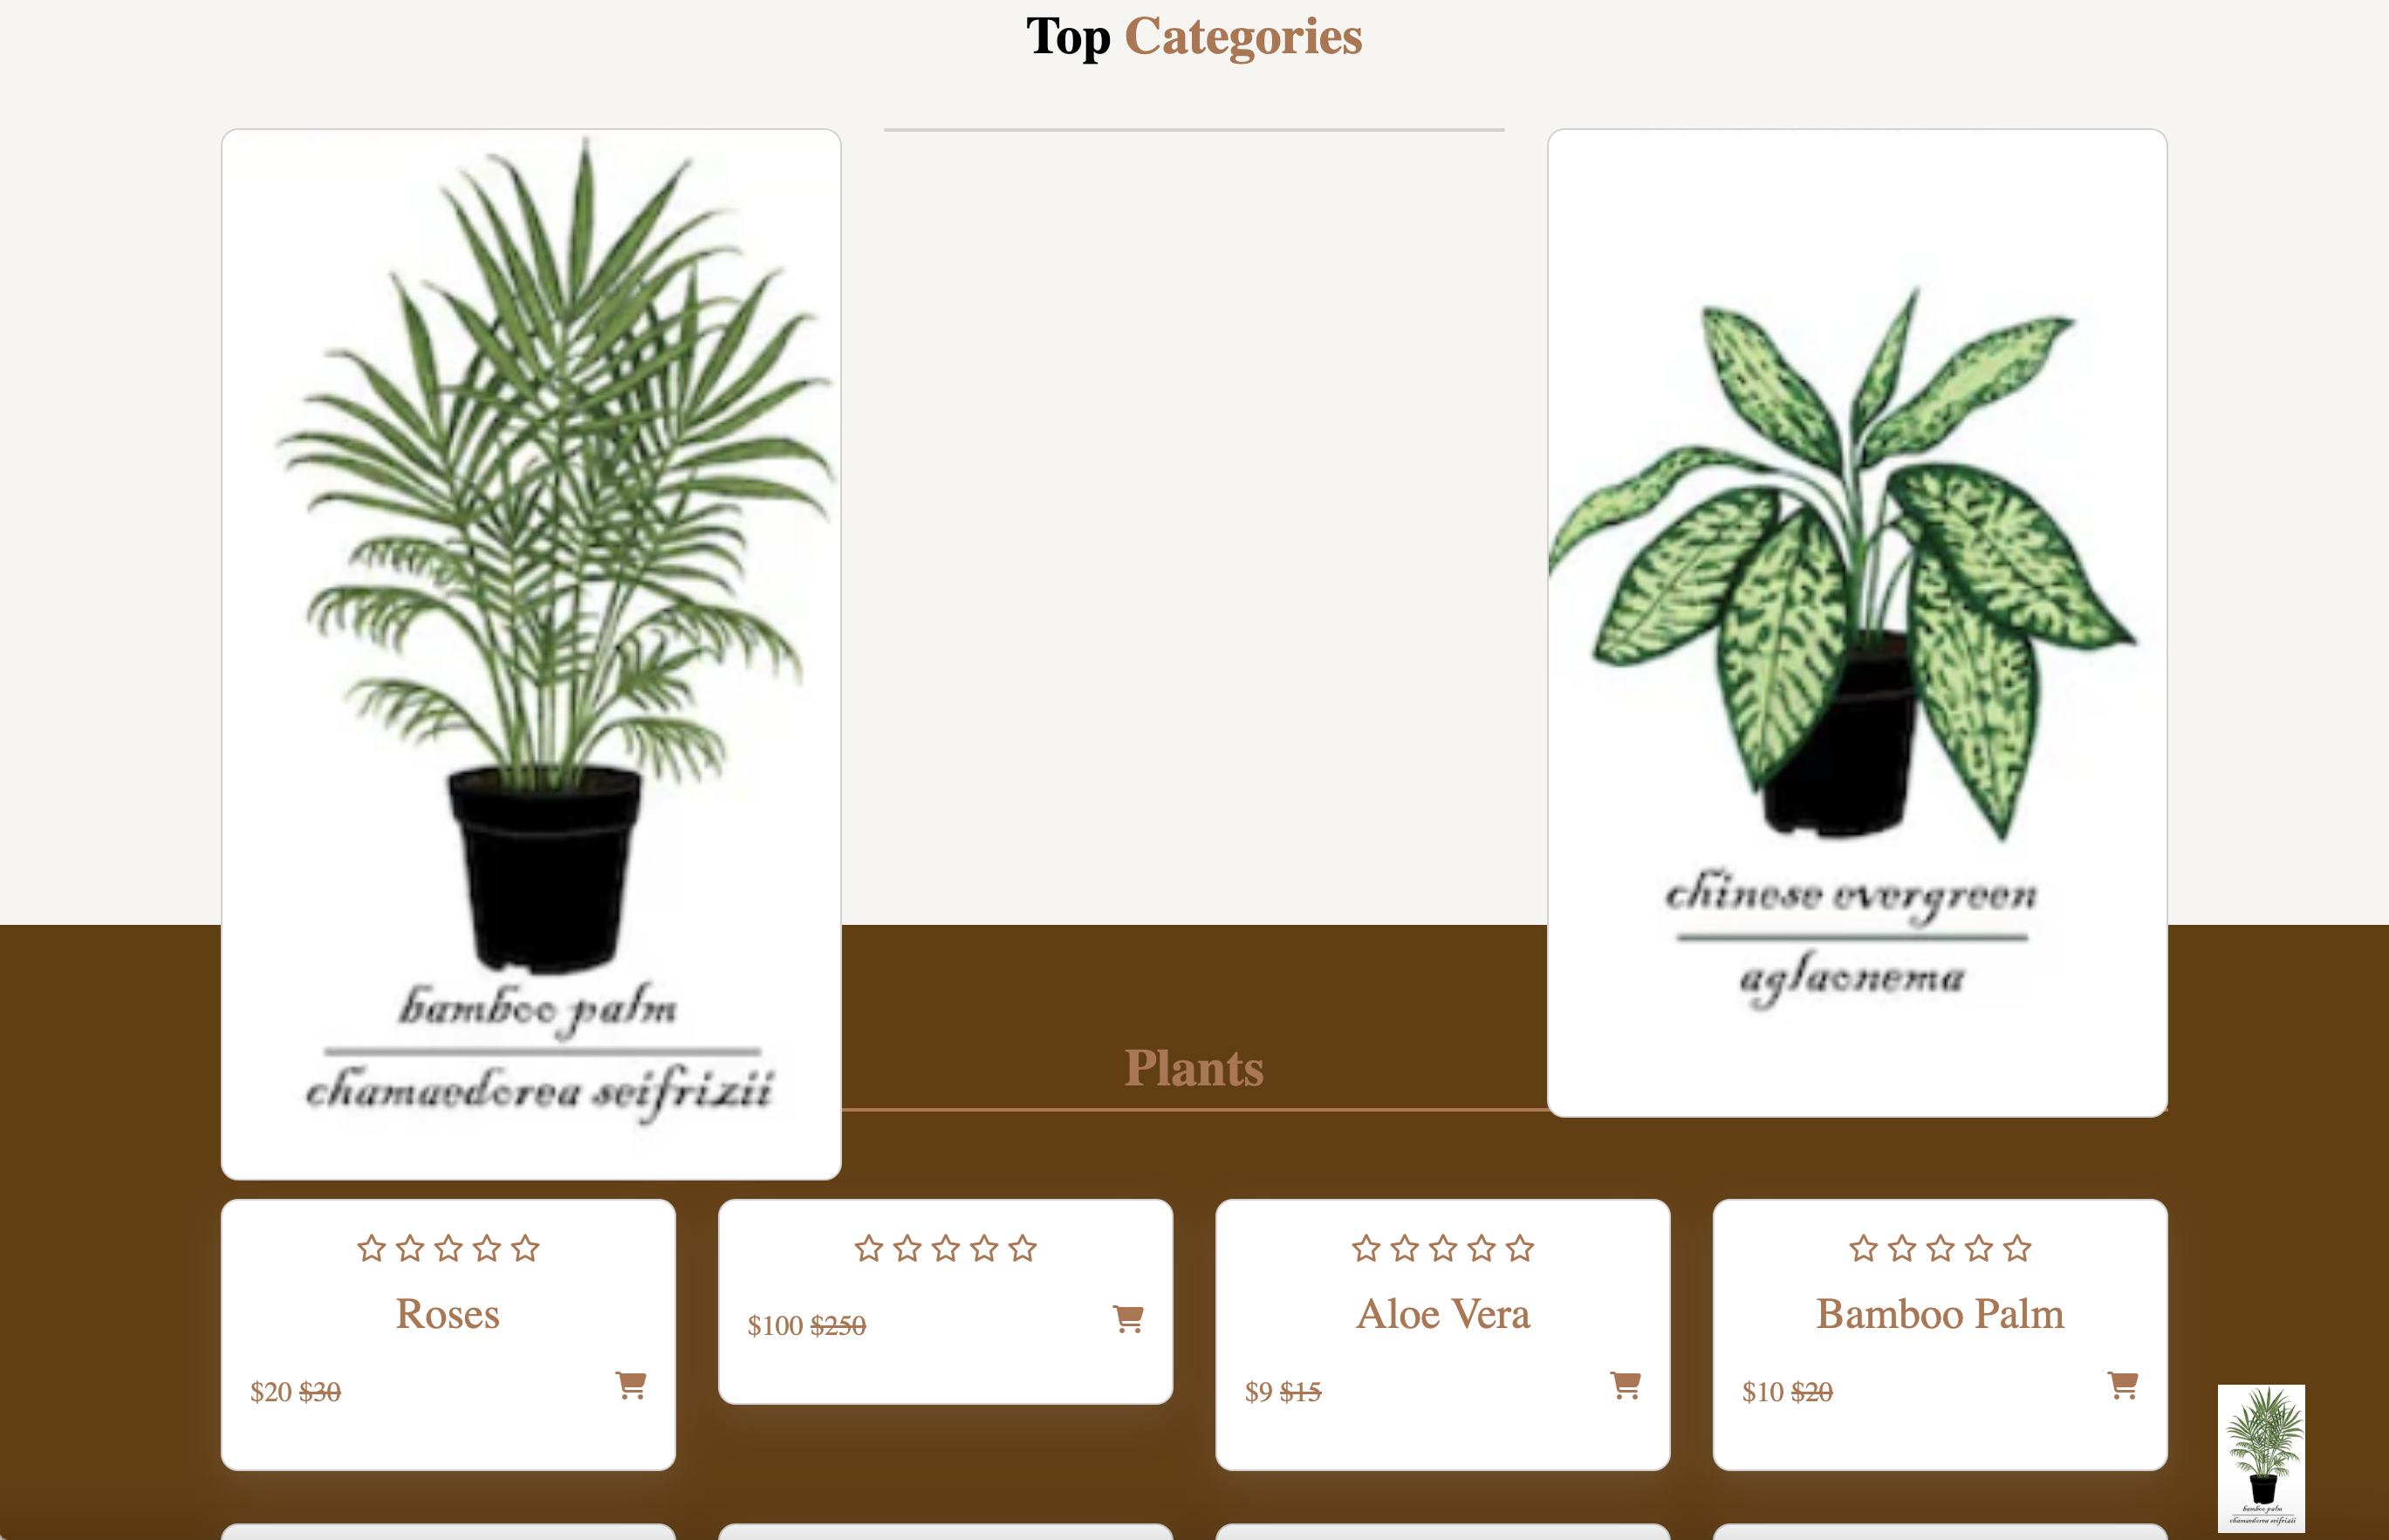 Top Categories
bamboo palm
chamaedorea seifrizii
chinese evergreen
aglaonema
Plants
Roses
$20 $30
$100 $250
Aloe Vera
$9 $15
Bamboo Palm
$10 $20
bamboo palm
chamaedorea seifrizii